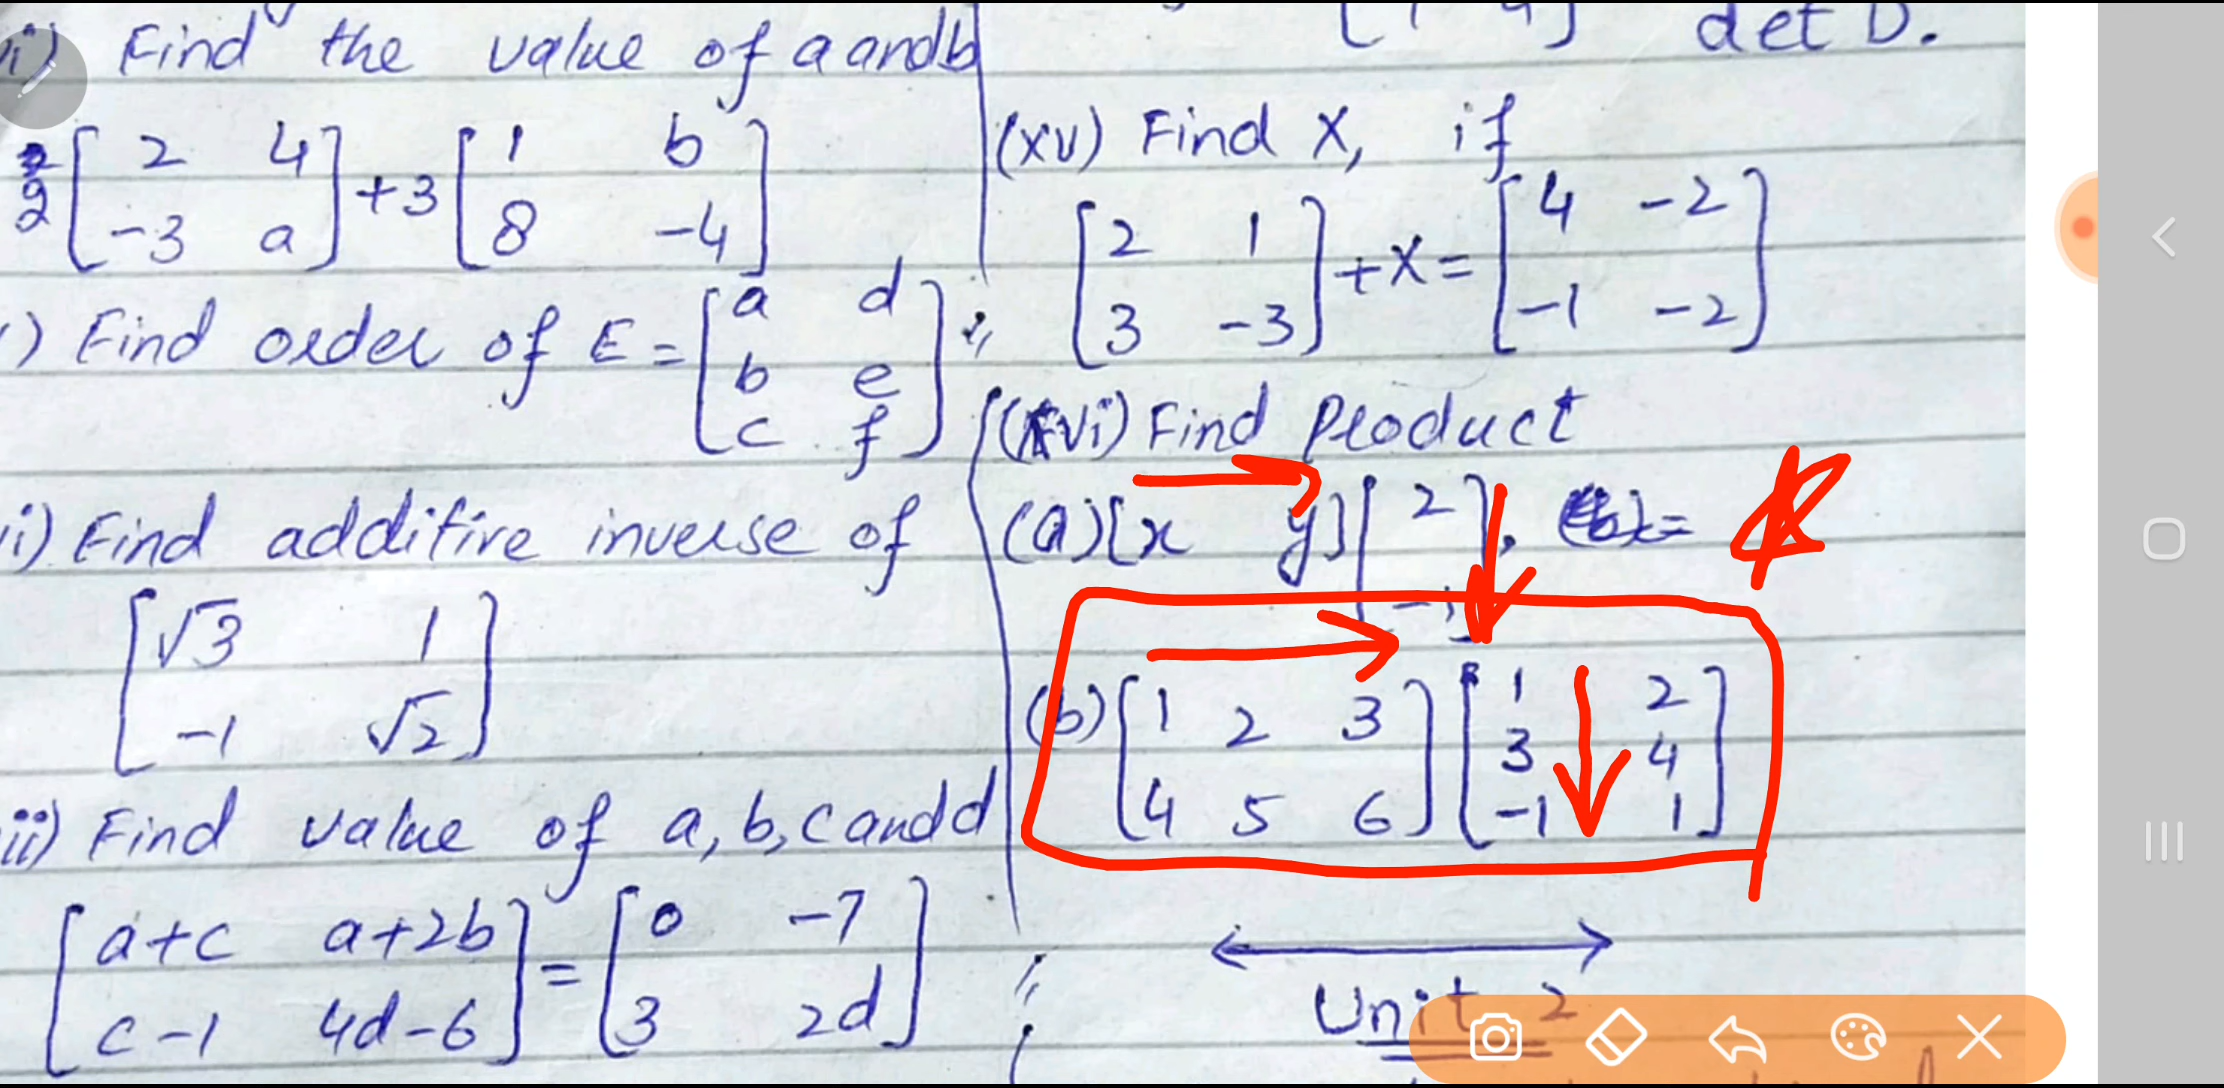 Find the value of a and b
2 [ 2 4 ] + 3 [ 1 b ]
[ -3 a ] [ 8 -4 ]
) Find order of E = [ a d ]
[ b e ]
[ c f ]
i) Find additive inverse of
[ √3 1 ]
[ -1 √2 ]
ii) Find value of a, b, c and d
[ a+c a+2b ] = [ 0 -7 ]
[ c-1 4d-6 ] [ 3 2d ]
det D.
(xv) Find X, if
[ 2 1 ] + X = [ 4 -2 ]
[ 3 -3 ] [ -1 -2 ]
(xvi) Find Product
(a) [x y] [ 2 ],
(b) [ 1 2 3 ] [ 1 2 ]
[ 4 5 6 ] [ 3 4 ]
[ -1 1 ]
Unit 2